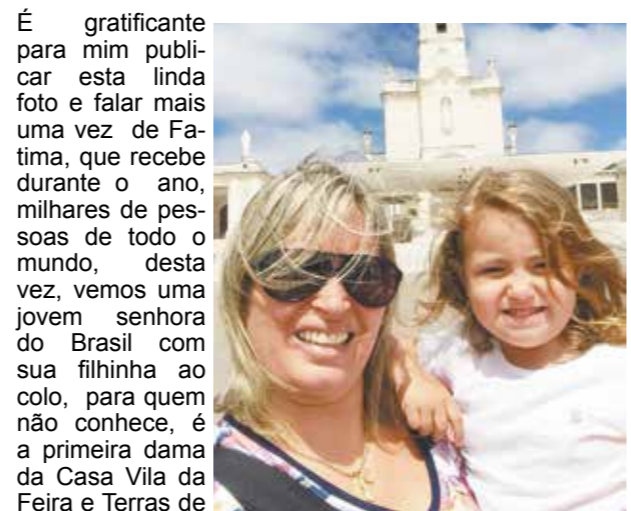 É gratificante
para mim publi-
car esta linda
foto e falar mais
uma vez de Fa-
tima, que recebe
durante o ano,
milhares de pes-
soas de todo o
mundo, desta
vez, vemos uma
jovem senhora
do Brasil com
sua filhinha ao
colo, para quem
não conhece, é
a primeira dama
da Casa Vila da
Feira e Terras de